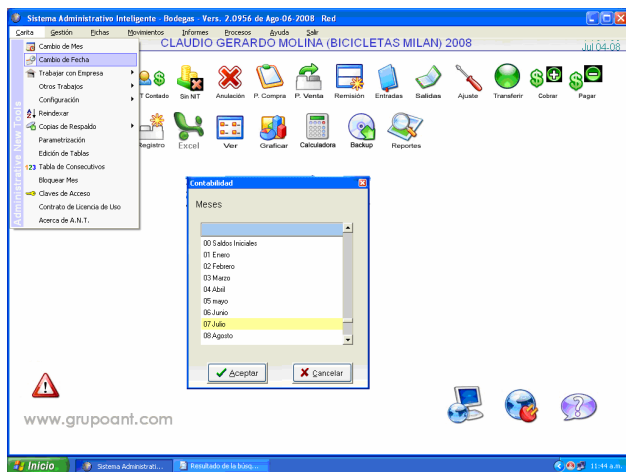 Sistema Administrativo Inteligente - Bodegas - Vers. 2.0956 de Ago-06-2008 Red
Carta Gestión Fichas Movimientos Informes Procesos Ayuda Salir
CLAUDIO GERARDO MOLINA (BICICLETAS MILAN) 2008
Jul 04-08
Administrative New Tools
Cambio de Mes
Cambio de Fecha
Trabajar con Empresa
Otros Trabajos
Configuración
Reindexar
Copias de Respaldo
Parametrización
Edición de Tablas
123 Tabla de Consecutivos
Bloquear Mes
Claves de Acceso
Contrato de Licencia de Uso
Acerca de A.N.T.
T Contado Sin NIT Anulación P. Compra P. Venta Remisión Entradas Salidas Ajuste Transferir Cobrar Pagar
Registro Excel Ver Graficar Calculadora Backup Reportes
Contabilidad
Meses
00 Saldos Iniciales
01 Enero
02 Febrero
03 Marzo
04 Abril
05 mayo
06 Junio
07 Julio
08 Agosto
Aceptar Cancelar
www.grupoant.com
Inicio Sistema Administrati... Resultado de la búsq... 11:44 a.m.